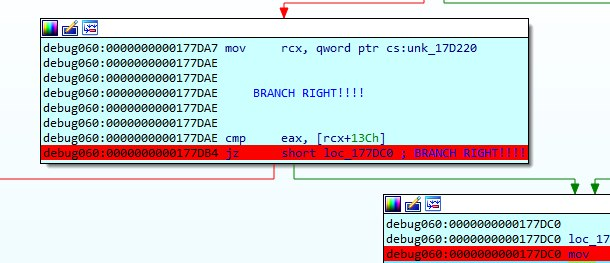 debug060:0000000000177DA7 mov rcx, qword ptr cs:unk_17D220
debug060:0000000000177DAE
debug060:0000000000177DAE
debug060:0000000000177DAE BRANCH RIGHT!!!!
debug060:0000000000177DAE
debug060:0000000000177DAE
debug060:0000000000177DAE cmp eax, [rcx+13Ch]
debug060:0000000000177DB4 jz short loc_177DC0 ; BRANCH RIGHT!!!!
debug060:0000000000177DC0
debug060:0000000000177DC0 loc_17
debug060:0000000000177DC0 mov